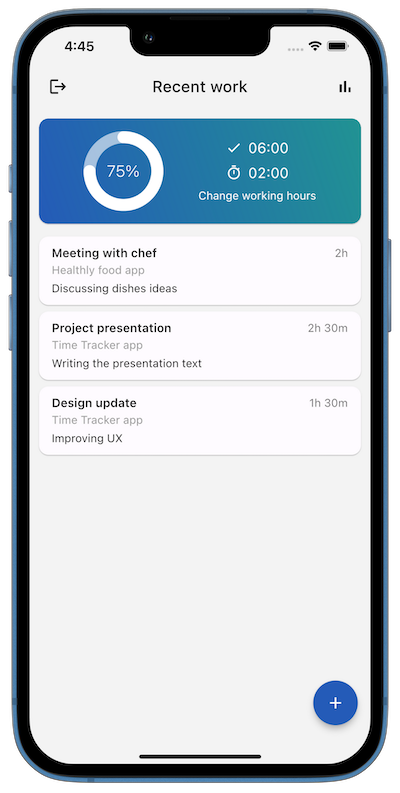 4:45
Recent work
75%
06:00
02:00
Change working hours
Meeting with chef 2h
Healthly food app
Discussing dishes ideas
Project presentation 2h 30m
Time Tracker app
Writing the presentation text
Design update 1h 30m
Time Tracker app
Improving UX